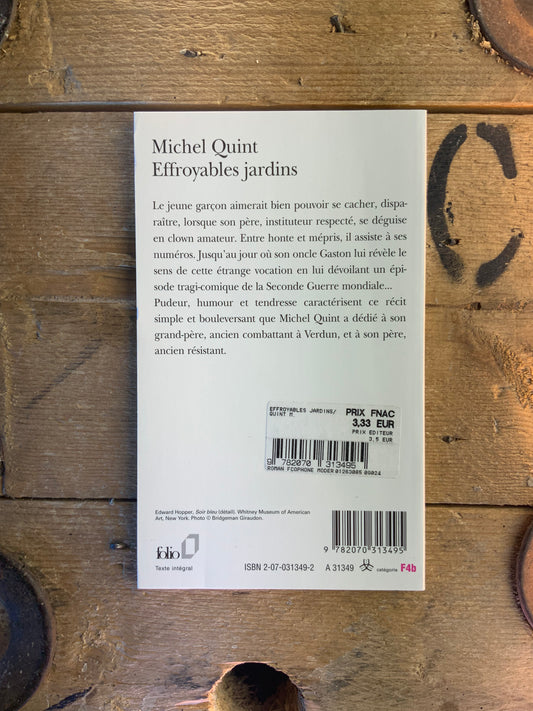 C
Michel Quint
Effroyables jardins
Le jeune garçon aimerait bien pouvoir se cacher, dispa-
raître, lorsque son père, instituteur respecté, se déguise
en clown amateur. Entre honte et mépris, il assiste à ses
numéros. Jusqu'au jour où son oncle Gaston lui révèle le
sens de cette étrange vocation en lui dévoilant un épi-
sode tragi-comique de la Seconde Guerre mondiale...
Pudeur, humour et tendresse caractérisent ce récit
simple et bouleversant que Michel Quint a dédié à son
grand-père, ancien combattant à Verdun, et à son père,
ancien résistant.
EFFROYABLES JARDINS/
QUINT M.
PRIX FNAC
3,33 EUR
PRIX EDITEUR
3,5 EUR
9 782070 313495
ROMAN FCOPHONE MODER
Edward Hopper, Soir bleu (détail). Whitney Museum of American
Art, New York. Photo © Bridgeman Giraudon.
folio
Texte intégral
9 782070 313495
ISBN 2-07-031349-2 A 31349 catégorie F4b